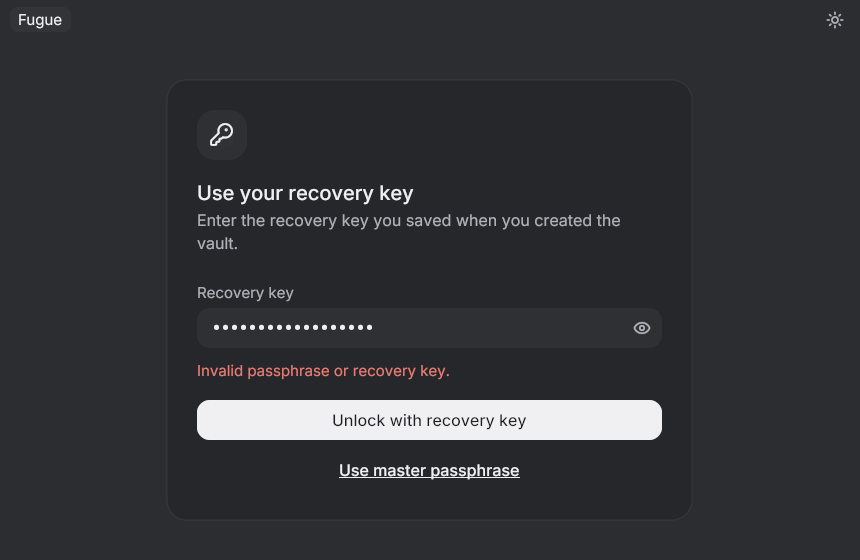 Fugue
Use your recovery key
Enter the recovery key you saved when you created the
vault.
Recovery key
••••••••••••••••••
Invalid passphrase or recovery key.
Unlock with recovery key
Use master passphrase